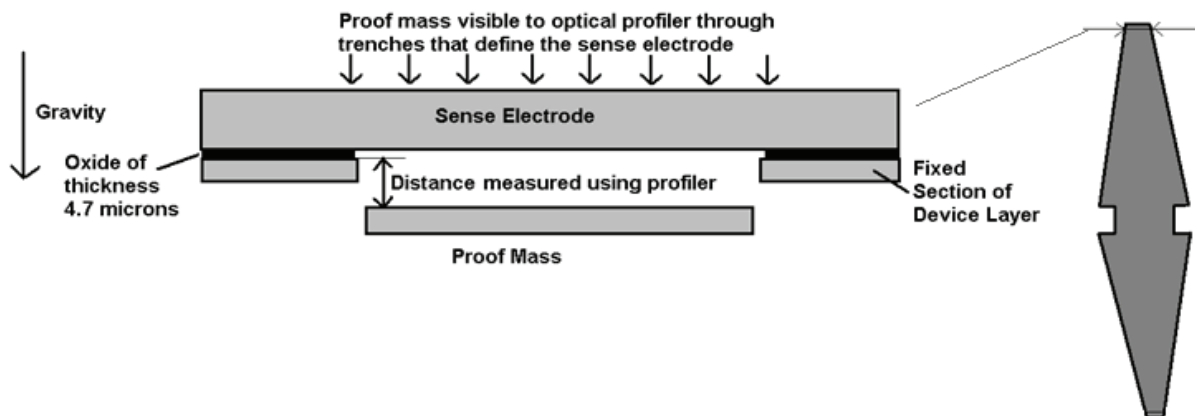 Proof mass visible to optical profiler through
trenches that define the sense electrode
Gravity
Sense Electrode
Oxide of
thickness
4.7 microns
Distance measured using profiler
Fixed
Section of
Device Layer
Proof Mass